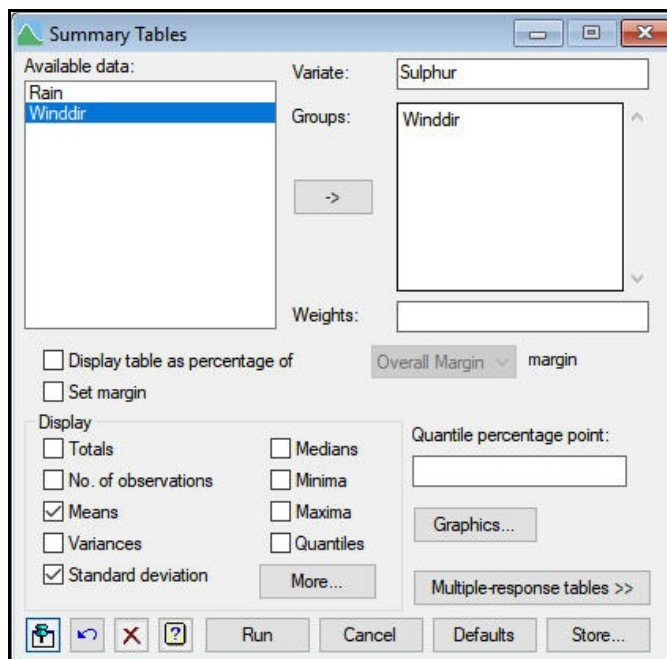 Summary Tables
Available data:
Rain
Winddir
Variate:
Sulphur
Groups:
Winddir
->
Weights:
Display table as percentage of
Overall Margin
margin
Set margin
Display
Totals
No. of observations
Means
Variances
Standard deviation
Medians
Minima
Maxima
Quantiles
More...
Quantile percentage point:
Graphics...
Multiple-response tables >>
?
Run
Cancel
Defaults
Store...